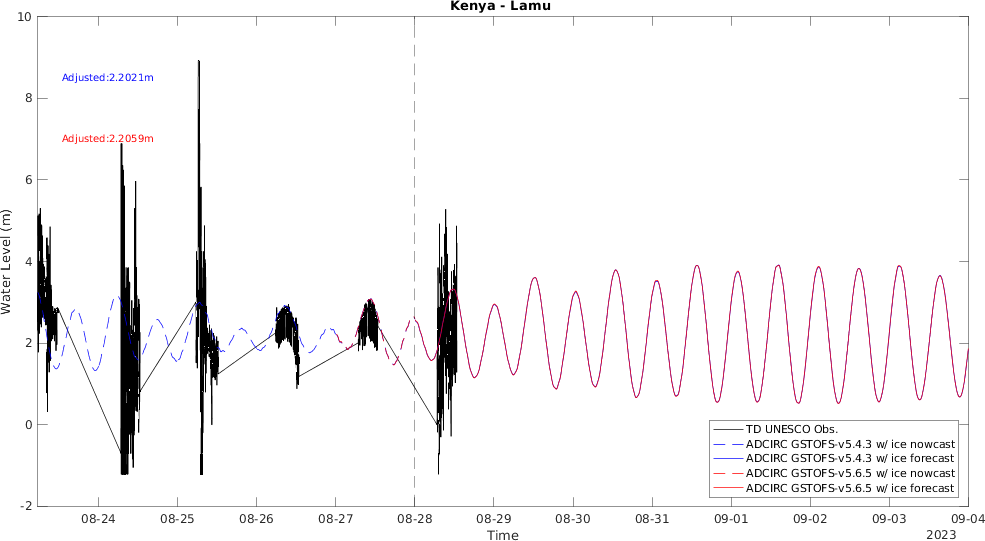 Kenya - Lamu
10
8
6
4
2
0
-2
Water Level (m)
Adjusted:2.2021m
Adjusted:2.2059m
TD UNESCO Obs.
ADCIRC GSTOFS-v5.4.3 w/ ice nowcast
ADCIRC GSTOFS-v5.4.3 w/ ice forecast
ADCIRC GSTOFS-v5.6.5 w/ ice nowcast
ADCIRC GSTOFS-v5.6.5 w/ ice forecast
08-24 08-25 08-26 08-27 08-28 08-29 08-30 08-31 09-01 09-02 09-03 09-04
Time
2023